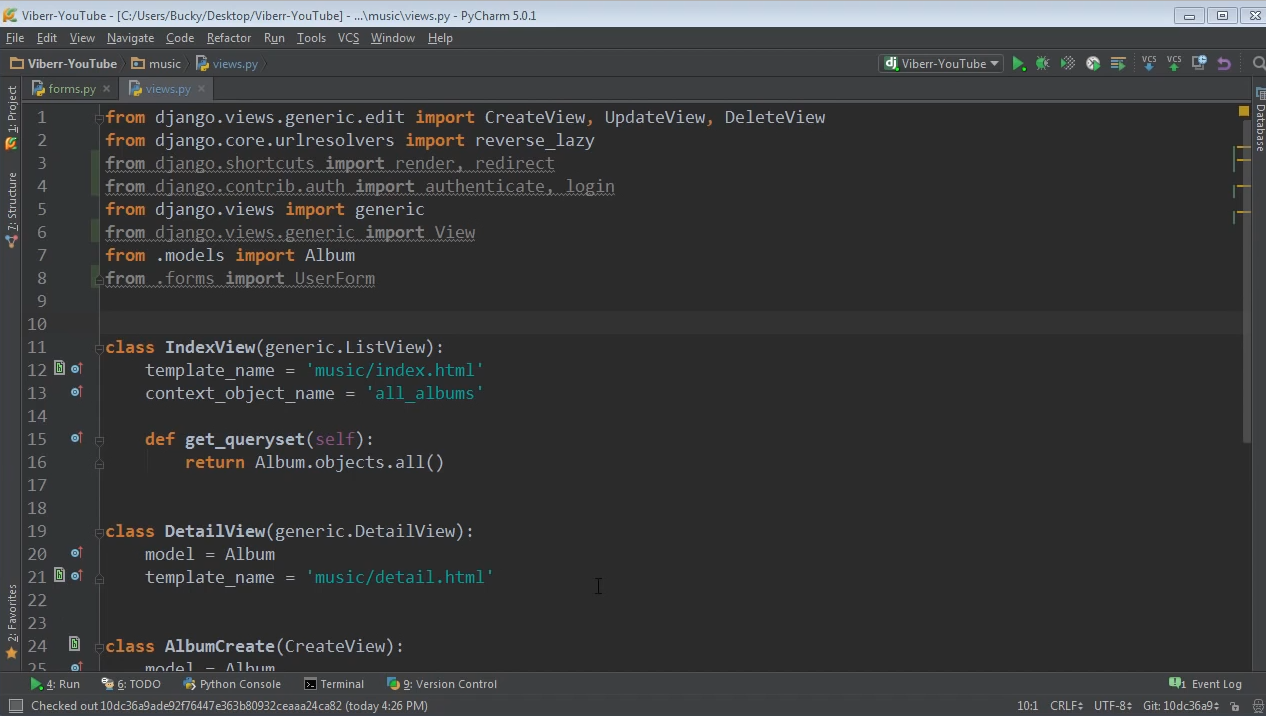 Viberr-YouTube - [C:/Users/Bucky/Desktop/Viberr-YouTube] - ...\music\views.py - PyCharm 5.0.1
File Edit View Navigate Code Refactor Run Tools VCS Window Help
Viberr-YouTube music views.py dj Viberr-YouTube VCS VCS
forms.py views.py
1: Project
7: Structure
2: Favorites
Database
1 from django.views.generic.edit import CreateView, UpdateView, DeleteView
2 from django.core.urlresolvers import reverse_lazy
3 from django.shortcuts import render, redirect
4 from django.contrib.auth import authenticate, login
5 from django.views import generic
6 from django.views.generic import View
7 from .models import Album
8 from .forms import UserForm
9
10
11 class IndexView(generic.ListView):
12 template_name = 'music/index.html'
13 context_object_name = 'all_albums'
14
15 def get_queryset(self):
16 return Album.objects.all()
17
18
19 class DetailView(generic.DetailView):
20 model = Album
21 template_name = 'music/detail.html'
22
23
24 class AlbumCreate(CreateView):
25 model = Album
4: Run 6: TODO Python Console Terminal 9: Version Control 1 Event Log
Checked out 10dc36a9ade92f76447e363b80932ceaaa24ca82 (today 4:26 PM) 10:1 CRLF UTF-8 Git: 10dc36a9